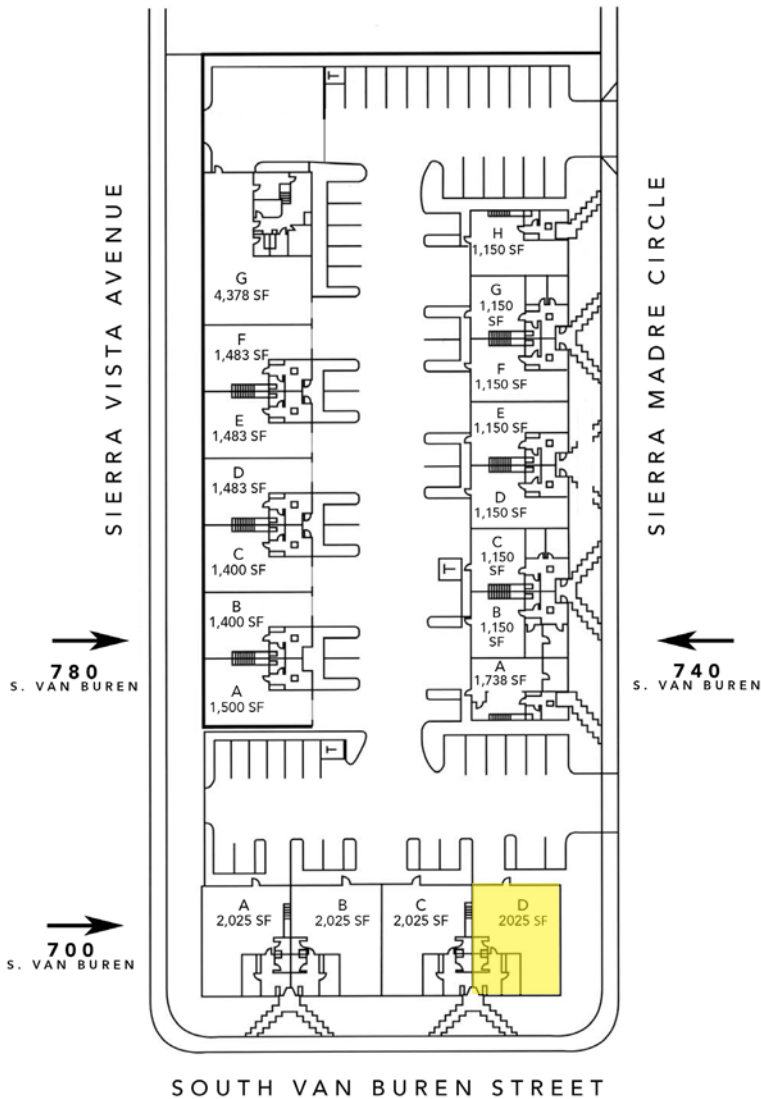 T
SIERRA VISTA AVENUE
SIERRA MADRE CIRCLE
G
4,378 SF
F
1,483 SF
E
1,483 SF
D
1,483 SF
C
1,400 SF
B
1,400 SF
A
1,500 SF
780
S. VAN BUREN
T
H
1,150 SF
G
1,150
SF
F
1,150 SF
E
1,150 SF
D
1,150 SF
C
1,150
SF
T
B
1,150
SF
A
1,738 SF
740
S. VAN BUREN
A
2,025 SF
B
2,025 SF
C
2,025 SF
D
2025 SF
700
S. VAN BUREN
SOUTH VAN BUREN STREET